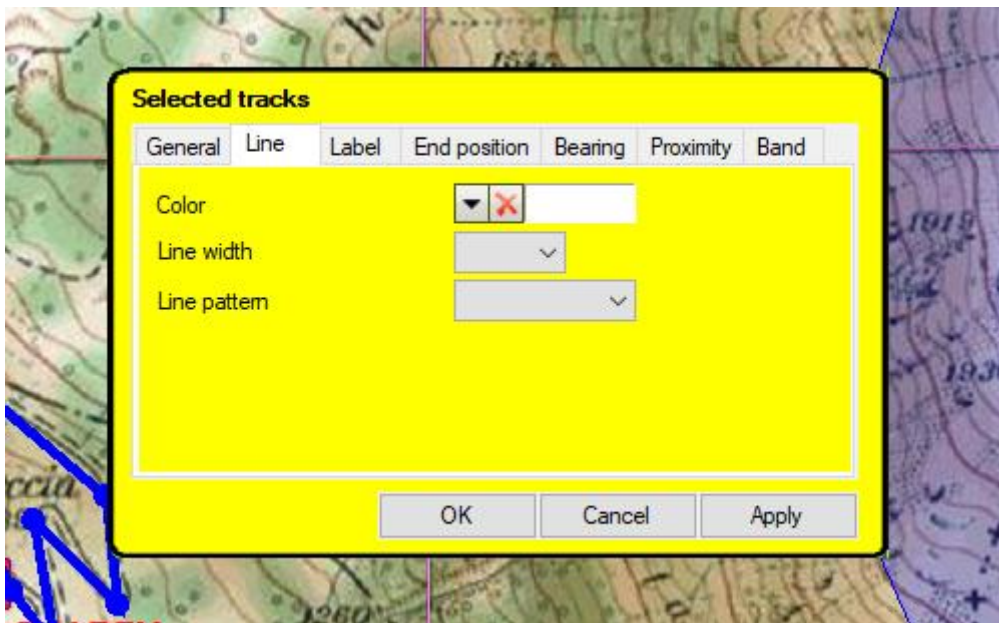 Selected tracks
General Line Label End position Bearing Proximity Band
Color
Line width
Line pattern
OK Cancel Apply
1919
1260